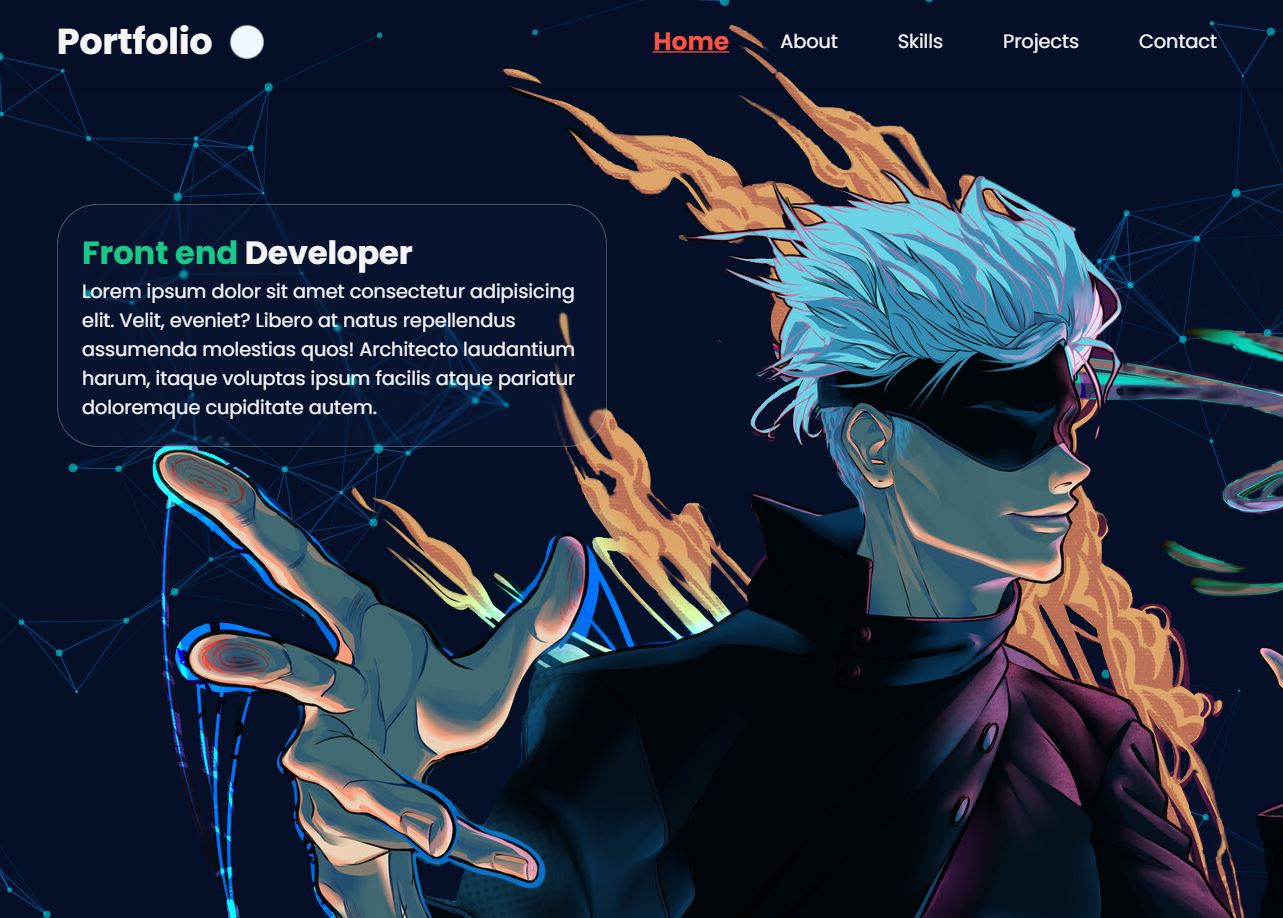 Portfolio
Home
About
Skills
Projects
Contact
Front end Developer
Lorem ipsum dolor sit amet consectetur adipisicing
elit. Velit, eveniet? Libero at natus repellendus
assumenda molestias quos! Architecto laudantium
harum, itaque voluptas ipsum facilis atque pariatur
doloremque cupiditate autem.